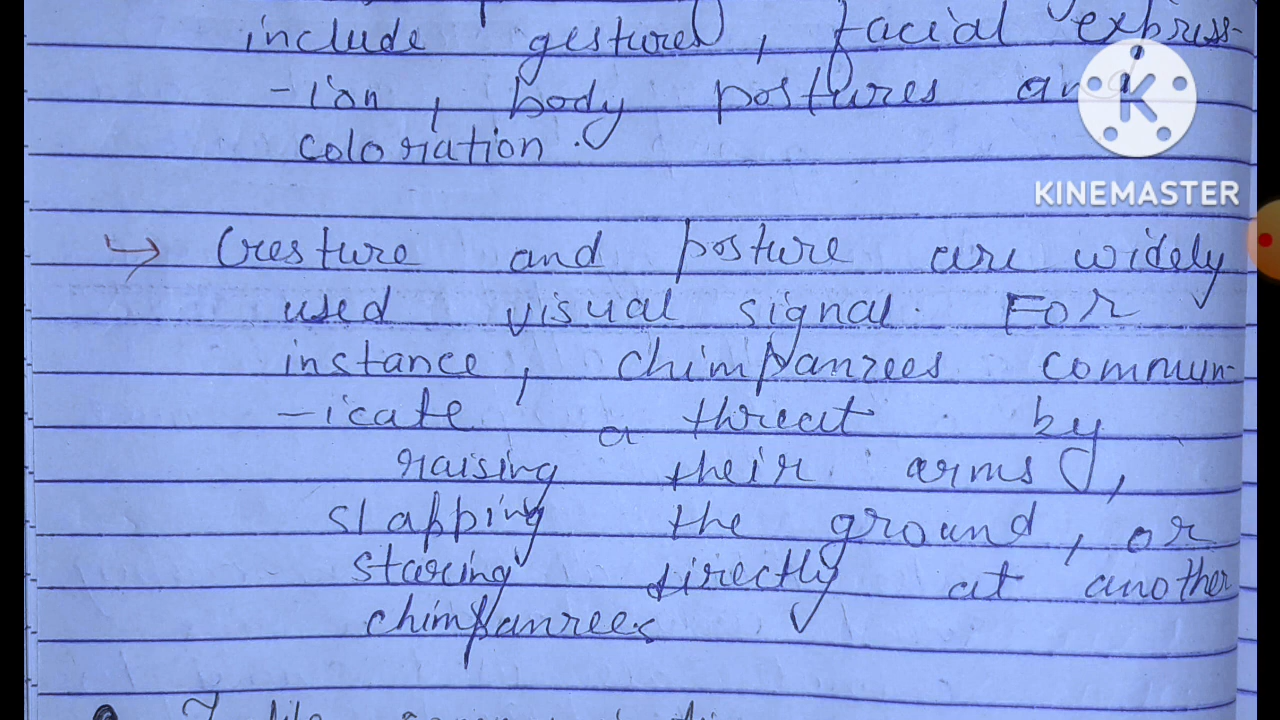 include gestures, facial express-
-ion, body postures and
coloration.
KINEMASTER
↳ Gesture and posture are widely
used visual signal. For
instance, chimpanzees commun-
-icate a threat by
raising their arms,
slapping the ground, or
staring directly at another
chimpanzees